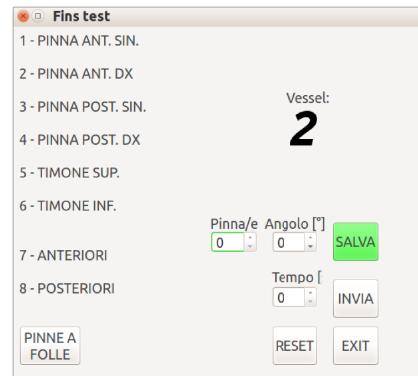 Fins test
1 - PINNA ANT. SIN.
2 - PINNA ANT. DX
3 - PINNA POST. SIN.
4 - PINNA POST. DX
5 - TIMONE SUP.
6 - TIMONE INF.
7 - ANTERIORI
8 - POSTERIORI
Vessel:
2
Pinna/e Angolo [°]
0 0 SALVA
Tempo [
0 INVIA
PINNE A
FOLLE
RESET EXIT